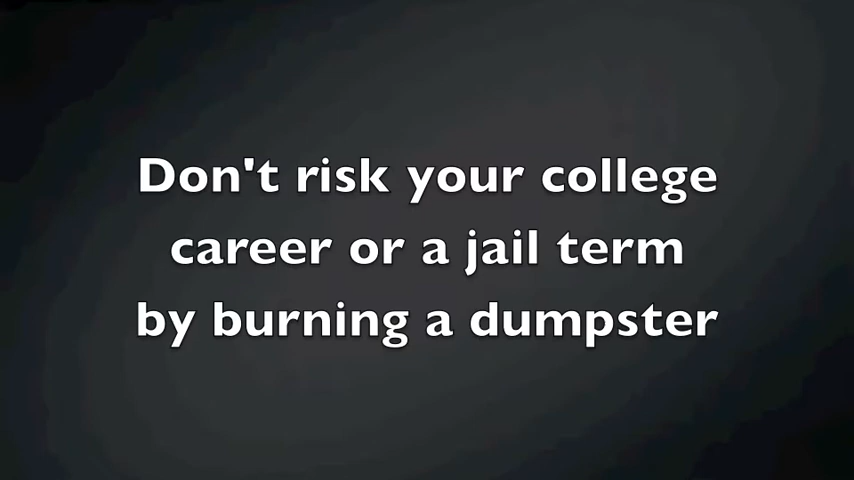 Don't risk your college
career or a jail term
by burning a dumpster